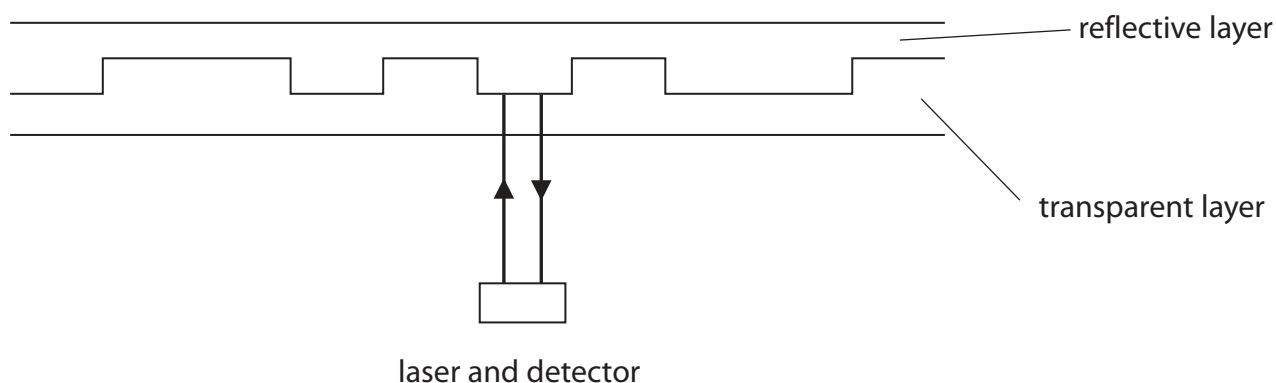 reflective layer
transparent layer
laser and detector